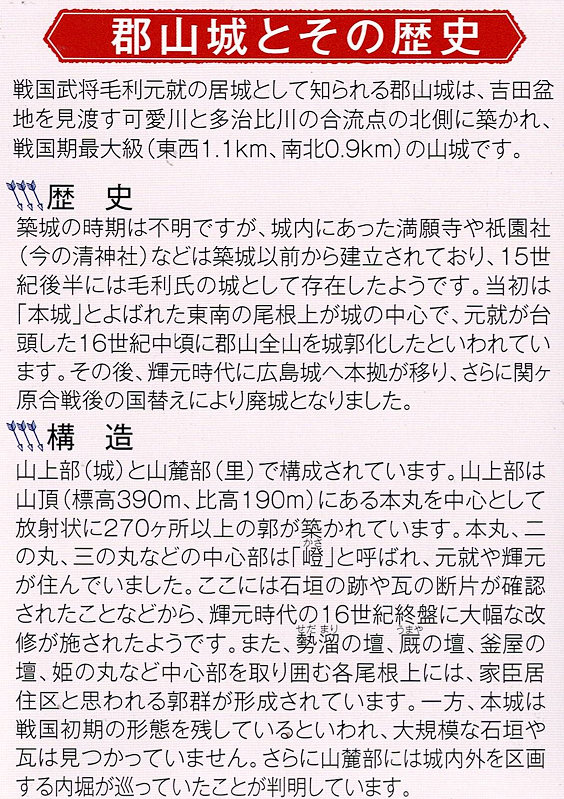 郡山城とその歴史
戦国武将毛利元就の居城として知られる郡山城は、吉田盆
地を見渡す可愛川と多治比川の合流点の北側に築かれ、
戦国期最大級（東西1.1km、南北0.9km）の山城です。
歴　史
築城の時期は不明ですが、城内にあった満願寺や祇園社
（今の清神社）などは築城以前から建立されており、15世
紀後半には毛利氏の城として存在したようです。当初は
「本城」とよばれた東南の尾根上が城の中心で、元就が台
頭した16世紀中頃に郡山全山を城郭化したといわれてい
ます。その後、輝元時代に広島城へ本拠が移り、さらに関ヶ
原合戦後の国替えにより廃城となりました。
構　造
山上部（城）と山麓部（里）で構成されています。山上部は
山頂（標高390m、比高190m）にある本丸を中心として
放射状に270ヶ所以上の郭が築かれています。本丸、二
かさ
の丸、三の丸などの中心部は「嶝」と呼ばれ、元就や輝元
が住んでいました。ここには石垣の跡や瓦の断片が確認
されたことなどから、輝元時代の16世紀終盤に大幅な改
せだまり　うまや
修が施されたようです。また、勢溜の壇、厩の壇、釜屋の
壇、姫の丸など中心部を取り囲む各尾根上には、家臣居
住区と思われる郭群が形成されています。一方、本城は
戦国初期の形態を残しているといわれ、大規模な石垣や
瓦は見つかっていません。さらに山麓部には城内外を区画
する内堀が巡っていたことが判明しています。